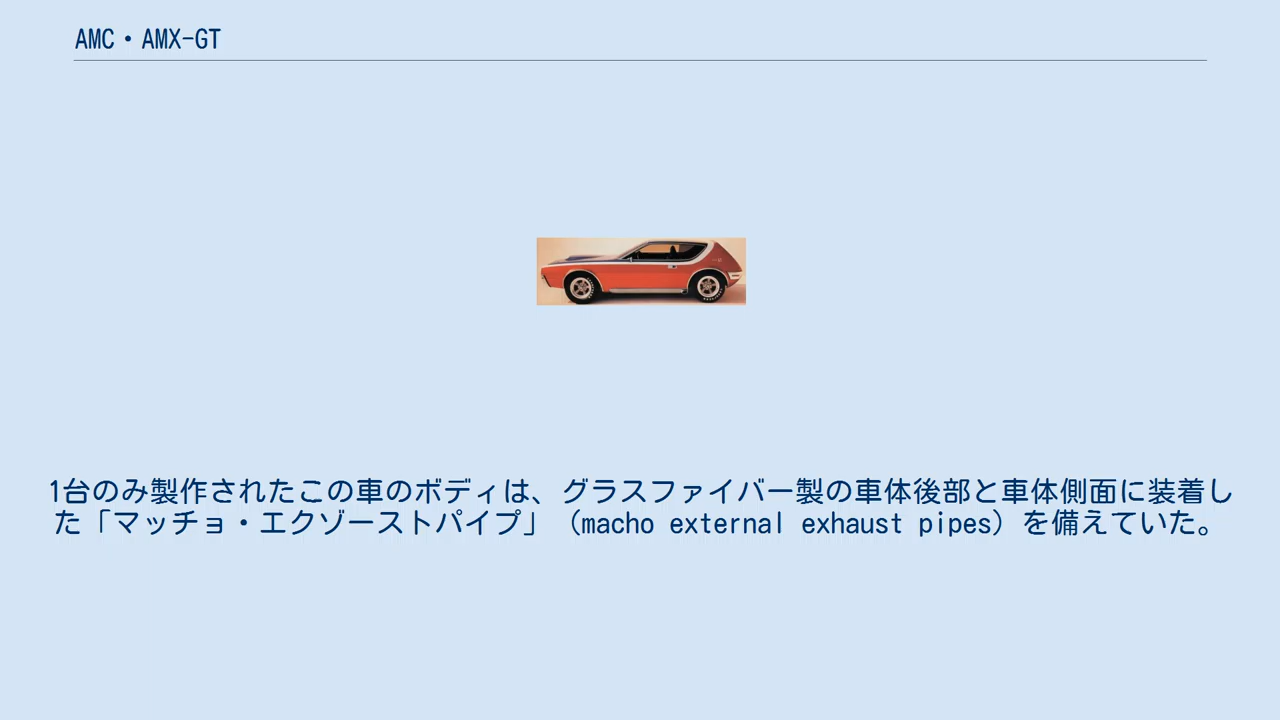 AMC・AMX-GT
1台のみ製作されたこの車のボディは、グラスファイバー製の車体後部と車体側面に装着し
た「マッチョ・エクゾーストパイプ」（macho external exhaust pipes）を備えていた。